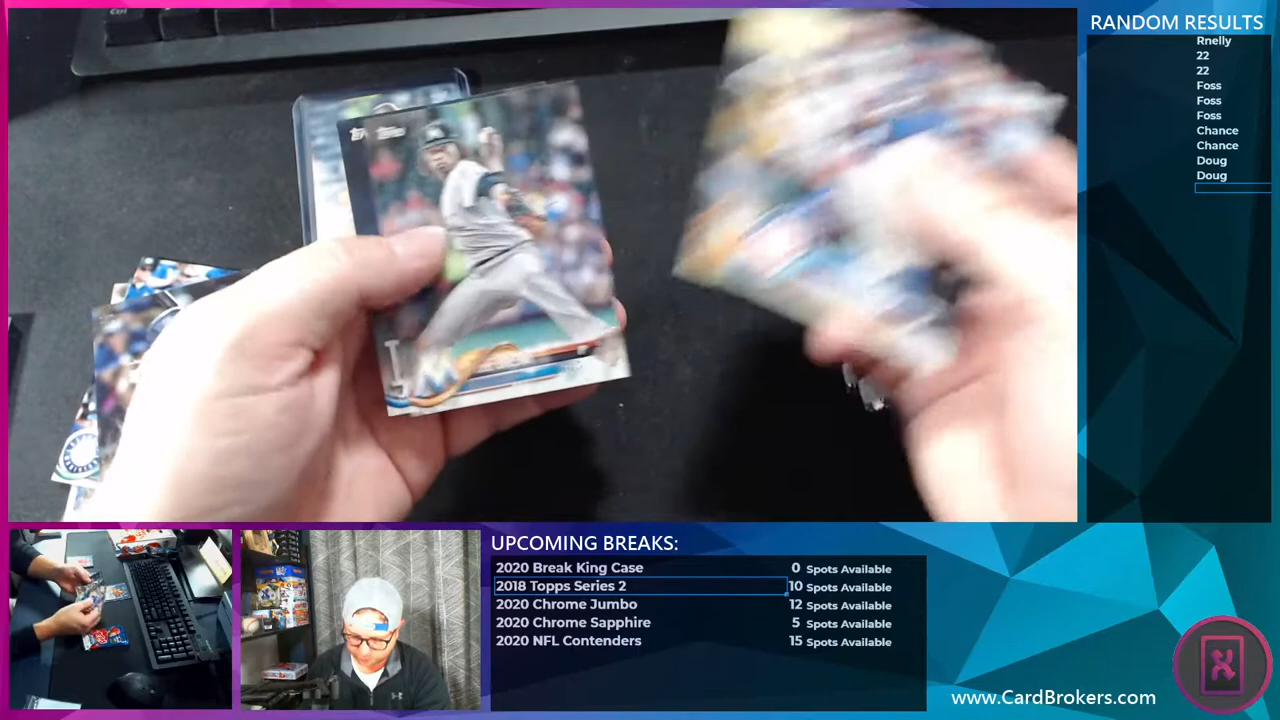 RANDOM RESULTS
Rnelly
22
22
Foss
Foss
Foss
Chance
Chance
Doug
Doug
topps
UPCOMING BREAKS:
2020 Break King Case 0 Spots Available
2018 Topps Series 2 10 Spots Available
2020 Chrome Jumbo 12 Spots Available
2020 Chrome Sapphire 5 Spots Available
2020 NFL Contenders 15 Spots Available
www.CardBrokers.com